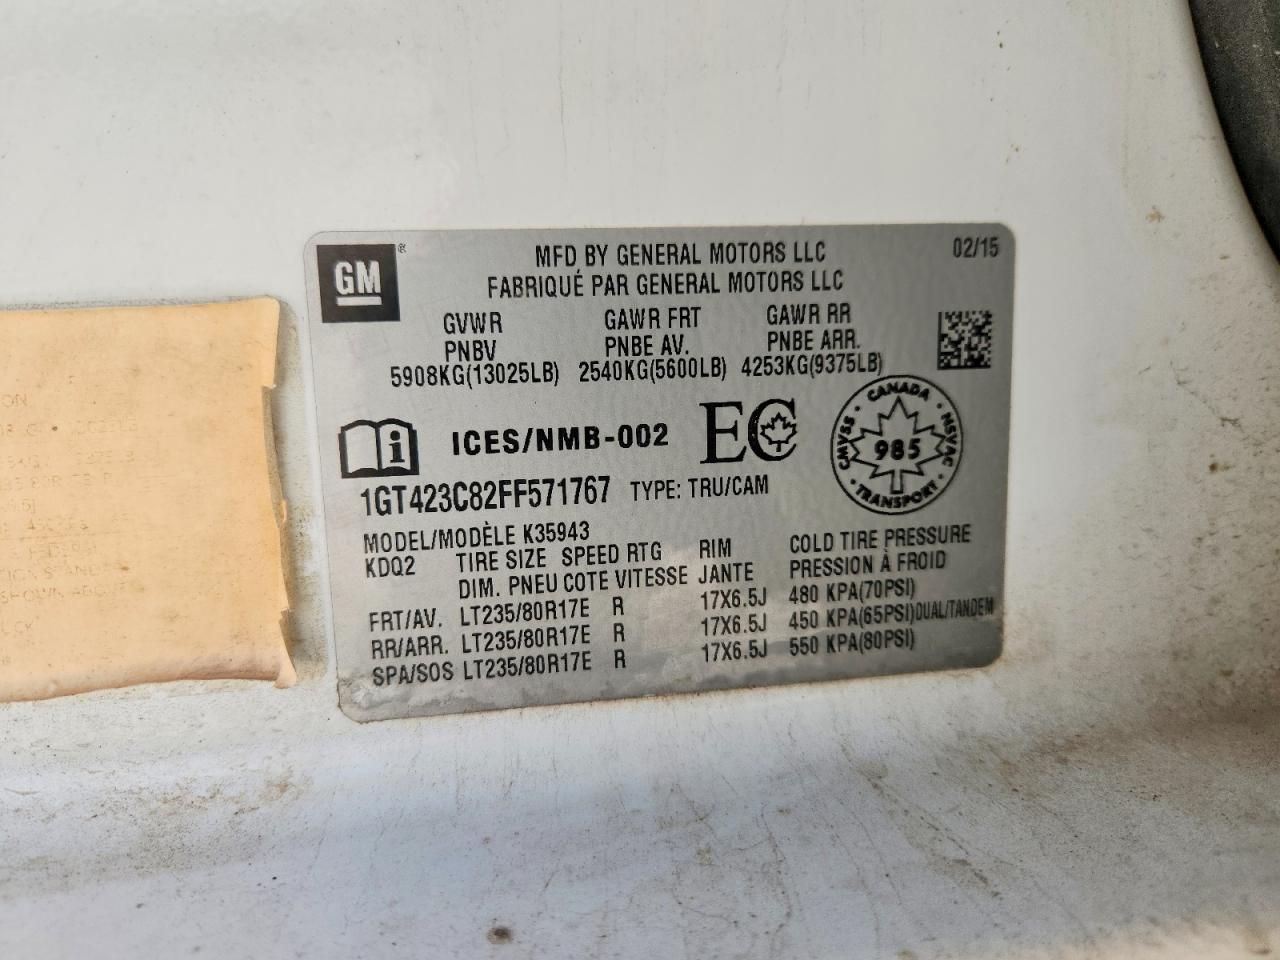 GM
®
MFD BY GENERAL MOTORS LLC
02/15
FABRIQUÉ PAR GENERAL MOTORS LLC
GVWR GAWR FRT GAWR RR
PNBV PNBE AV. PNBE ARR.
5908KG(13025LB) 2540KG(5600LB) 4253KG(9375LB)
i ICES/NMB-002 EC
CANADA
CMVSS 985 NSVAC
TRANSPORT
1GT423C82FF571767 TYPE: TRU/CAM
MODEL/MODÈLE K35943
KDQ2 TIRE SIZE SPEED RTG RIM COLD TIRE PRESSURE
DIM. PNEU COTE VITESSE JANTE PRESSION À FROID
FRT/AV. LT235/80R17E R 17X6.5J 480 KPA(70PSI)
RR/ARR. LT235/80R17E R 17X6.5J 450 KPA(65PSI)DUAL/TANDEM
SPA/SOS LT235/80R17E R 17X6.5J 550 KPA(80PSI)